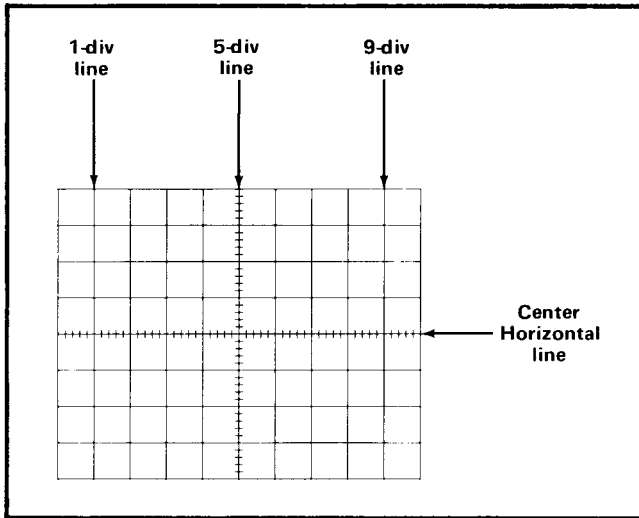 1-div
line
5-div
line
9-div
line
Center
Horizontal
line